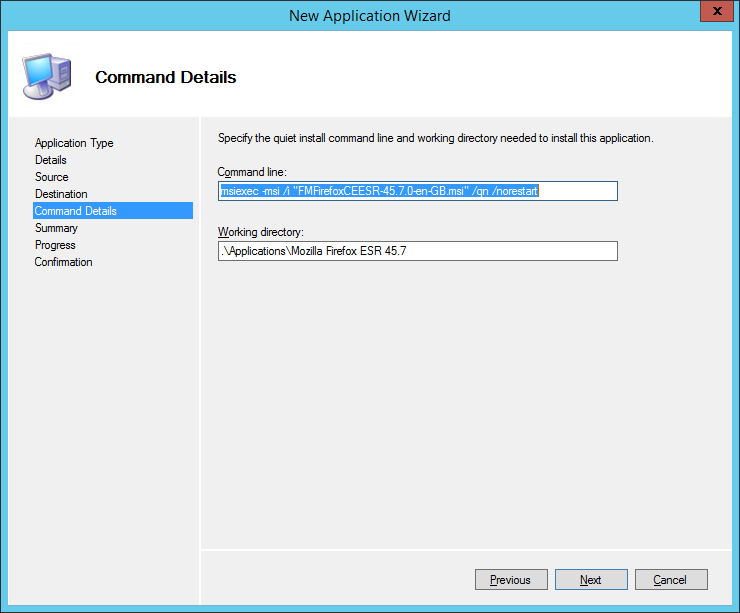 New Application Wizard
x
Command Details
Application Type
Details
Source
Destination
Command Details
Summary
Progress
Confirmation
Specify the quiet install command line and working directory needed to install this application.
Command line:
msiexec -msi /i "FMFirefoxCEESR-45.7.0-en-GB.msi" /qn /norestart
Working directory:
.\Applications\Mozilla Firefox ESR 45.7
Previous
Next
Cancel